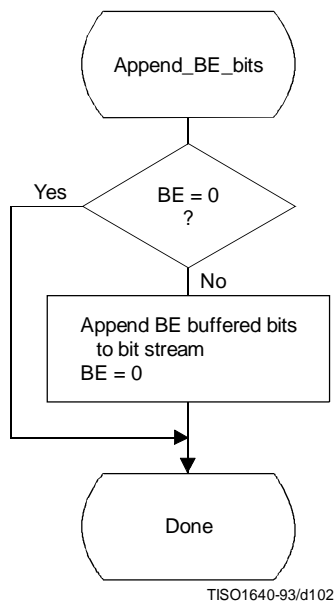 Append_BE_bits
Yes
BE = 0
?
No
Append BE buffered bits
to bit stream
BE = 0
Done
TISO1640-93/d102